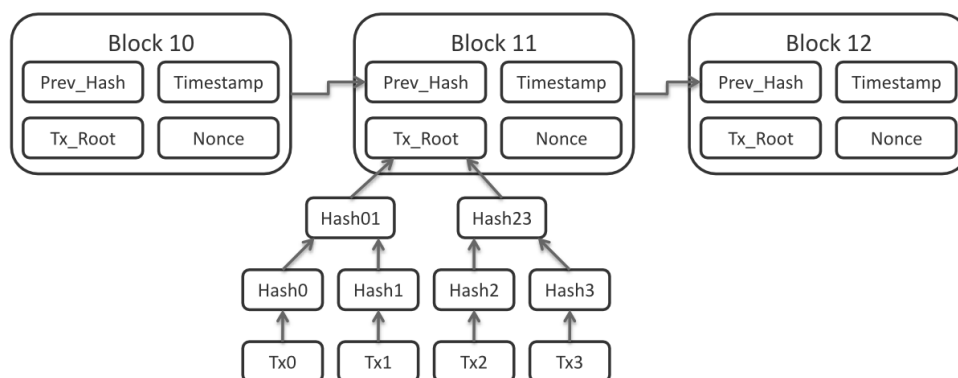 Block 10
Block 11
Block 12
Prev_Hash
Timestamp
Prev_Hash
Timestamp
Prev_Hash
Timestamp
Tx_Root
Nonce
Tx_Root
Nonce
Tx_Root
Nonce
Hash01
Hash23
Hash0
Hash1
Hash2
Hash3
Tx0
Tx1
Tx2
Tx3